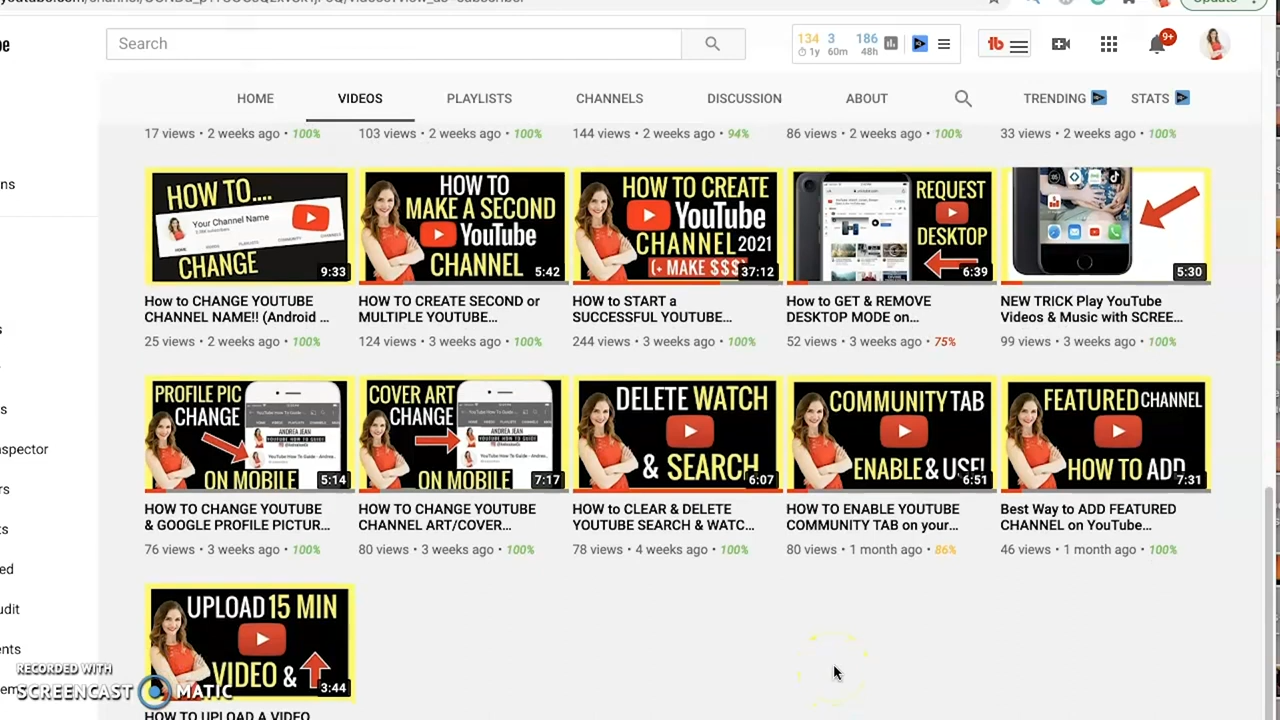 Search
134 3 186
1y 60m 48h
9+
HOME VIDEOS PLAYLISTS CHANNELS DISCUSSION ABOUT TRENDING STATS
17 views • 2 weeks ago • 100% 103 views • 2 weeks ago • 100% 144 views • 2 weeks ago • 94% 86 views • 2 weeks ago • 100% 33 views • 2 weeks ago • 100%
HOW TO....
Your Channel Name
CHANGE
9:33
HOW TO
MAKE A SECOND
YouTube
CHANNEL
5:42
HOW TO CREATE
YouTube
CHANNEL 2021
(+ MAKE $$$)
37:12
REQUEST
DESKTOP
MODE
6:39
5:30
How to CHANGE YOUTUBE
CHANNEL NAME!! (Android ...
HOW TO CREATE SECOND or
MULTIPLE YOUTUBE...
HOW to START a
SUCCESSFUL YOUTUBE...
How to GET & REMOVE
DESKTOP MODE on...
NEW TRICK Play YouTube
Videos & Music with SCREE...
25 views • 2 weeks ago • 100% 124 views • 3 weeks ago • 100% 244 views • 3 weeks ago • 100% 52 views • 3 weeks ago • 75% 99 views • 3 weeks ago • 100%
PROFILE PIC
CHANGE
ANDREA JEAN
ON MOBILE
5:14
COVER ART
CHANGE
ANDREA JEAN
ON MOBILE
7:17
DELETE WATCH
& SEARCH
6:07
COMMUNITY TAB
ENABLE & USE!
6:51
FEATURED CHANNEL
HOW TO ADD
7:31
HOW TO CHANGE YOUTUBE
& GOOGLE PROFILE PICTUR...
HOW TO CHANGE YOUTUBE
CHANNEL ART/COVER...
HOW to CLEAR & DELETE
YOUTUBE SEARCH & WATC...
HOW TO ENABLE YOUTUBE
COMMUNITY TAB on your...
Best Way to ADD FEATURED
CHANNEL on YouTube...
76 views • 3 weeks ago • 100% 80 views • 3 weeks ago • 100% 78 views • 4 weeks ago • 100% 80 views • 1 month ago • 86% 46 views • 1 month ago • 100%
UPLOAD 15 MIN
VIDEO &
3:44
HOW TO UPLOAD A VIDEO
RECORDED WITH
SCREENCAST MATIC